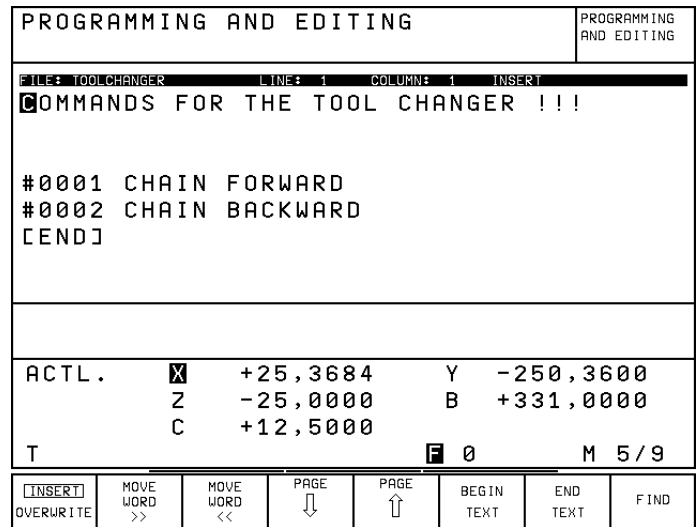 PROGRAMMING AND EDITING
PROGRAMMING
AND EDITING
FILE: TOOLCHANGER LINE: 1 COLUMN: 1 INSERT
COMMANDS FOR THE TOOL CHANGER !!!
#0001 CHAIN FORWARD
#0002 CHAIN BACKWARD
[END]
ACTL. X +25,3684 Y -250,3600
Z -25,0000 B +331,0000
C +12,5000
T F 0 M 5/9
INSERT
OVERWRITE
MOVE
WORD
>>
MOVE
WORD
<<
PAGE
⇩
PAGE
⇧
BEGIN
TEXT
END
TEXT
FIND